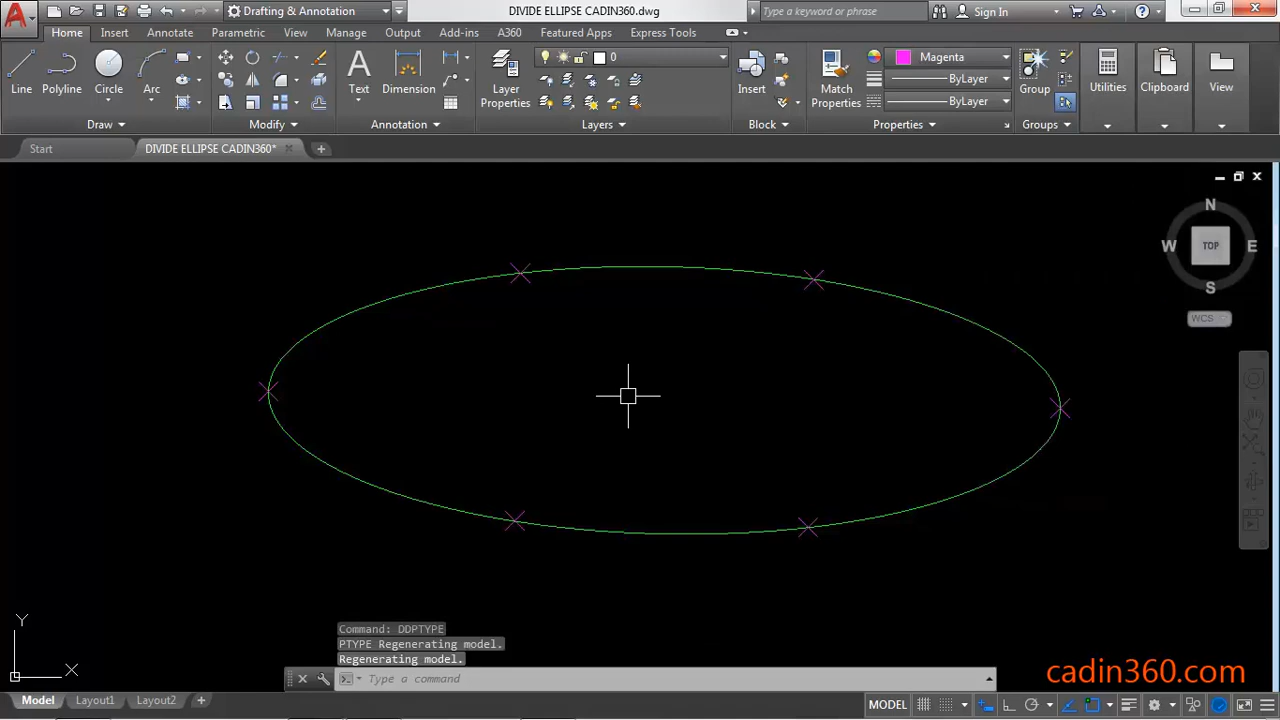 DIVIDE ELLIPSE CADIN360.dwg
Drafting & Annotation
Type a keyword or phrase
Sign In
Home Insert Annotate Parametric View Manage Output Add-ins A360 Featured Apps Express Tools
Line Polyline Circle Arc
Text Dimension
Layer Properties
0
Insert
Match Properties
Magenta
ByLayer
ByLayer
Group
Utilities Clipboard View
Draw Modify Annotation Layers Block Properties Groups
Start DIVIDE ELLIPSE CADIN360*
N
W TOP E
S
WCS
Y
X
Command: DDPTYPE
PTYPE Regenerating model.
Regenerating model.
Type a command
cadin360.com
Model Layout1 Layout2
MODEL